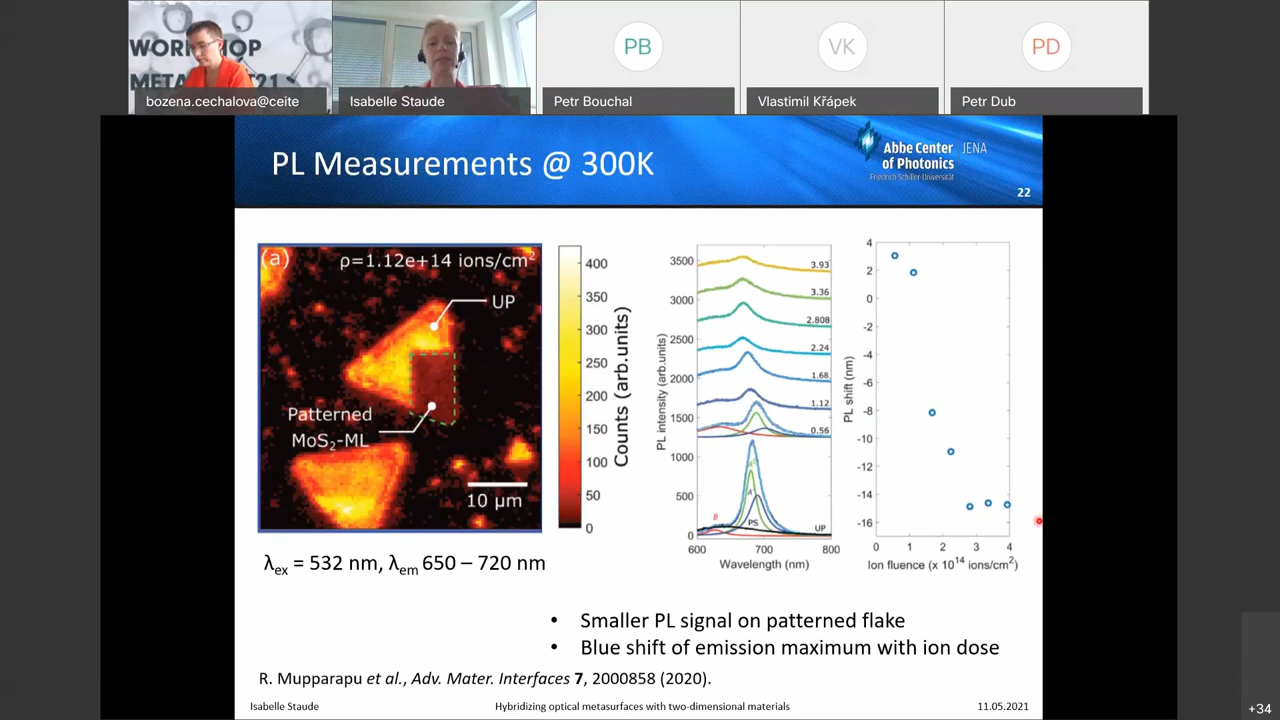 WORKSHOP
bozena.cechalova@ceite
Isabelle Staude
PB
Petr Bouchal
VK
Vlastimil Křápek
PD
Petr Dub
PL Measurements @ 300K
Abbe Center
of Photonics
JENA
Friedrich-Schiller-Universität
22
(a)
ρ=1.12e+14 ions/cm²
UP
Patterned
MoS₂-ML
10 µm
400
350
300
250
200
150
100
50
0
Counts (arb.units)
3500
3000
2500
2000
1500
1000
500
0
PL intensity (arb.units)
3.93
3.36
2.808
2.24
1.68
1.12
0.56
B
A⁻
PS
UP
600
700
800
Wavelength (nm)
4
2
0
-2
-4
-6
-8
-10
-12
-14
-16
PL shift (nm)
0
1
2
3
4
Ion fluence (x 10¹⁴ ions/cm²)
λex = 532 nm, λem 650 – 720 nm
• Smaller PL signal on patterned flake
• Blue shift of emission maximum with ion dose
R. Mupparapu et al., Adv. Mater. Interfaces 7, 2000858 (2020).
Isabelle Staude
Hybridizing optical metasurfaces with two-dimensional materials
11.05.2021
+34